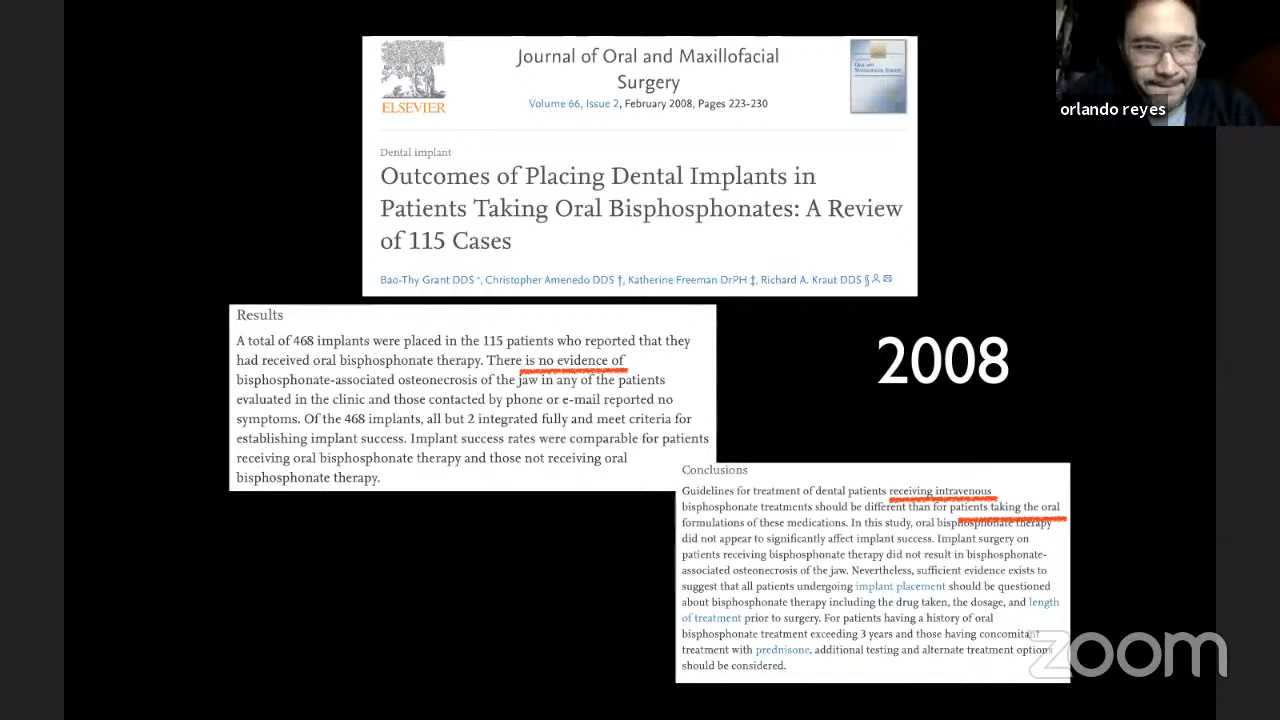 Journal of Oral and Maxillofacial
Surgery
Volume 66, Issue 2, February 2008, Pages 223-230
ELSEVIER
orlando reyes
Dental implant
Outcomes of Placing Dental Implants in
Patients Taking Oral Bisphosphonates: A Review
of 115 Cases
Bao-Thy Grant DDS *, Christopher Amenedo DDS †, Katherine Freeman DrPH ‡, Richard A. Kraut DDS §
Results
A total of 468 implants were placed in the 115 patients who reported that they
had received oral bisphosphonate therapy. There is no evidence of
bisphosphonate-associated osteonecrosis of the jaw in any of the patients
evaluated in the clinic and those contacted by phone or e-mail reported no
symptoms. Of the 468 implants, all but 2 integrated fully and meet criteria for
establishing implant success. Implant success rates were comparable for patients
receiving oral bisphosphonate therapy and those not receiving oral
bisphosphonate therapy.
2008
Conclusions
Guidelines for treatment of dental patients receiving intravenous
bisphosphonate treatments should be different than for patients taking the oral
formulations of these medications. In this study, oral bisphosphonate therapy
did not appear to significantly affect implant success. Implant surgery on
patients receiving bisphosphonate therapy did not result in bisphosphonate-
associated osteonecrosis of the jaw. Nevertheless, sufficient evidence exists to
suggest that all patients undergoing implant placement should be questioned
about bisphosphonate therapy including the drug taken, the dosage, and length
of treatment prior to surgery. For patients having a history of oral
bisphosphonate treatment exceeding 3 years and those having concomitant
treatment with prednisone, additional testing and alternate treatment options
should be considered.
zoom